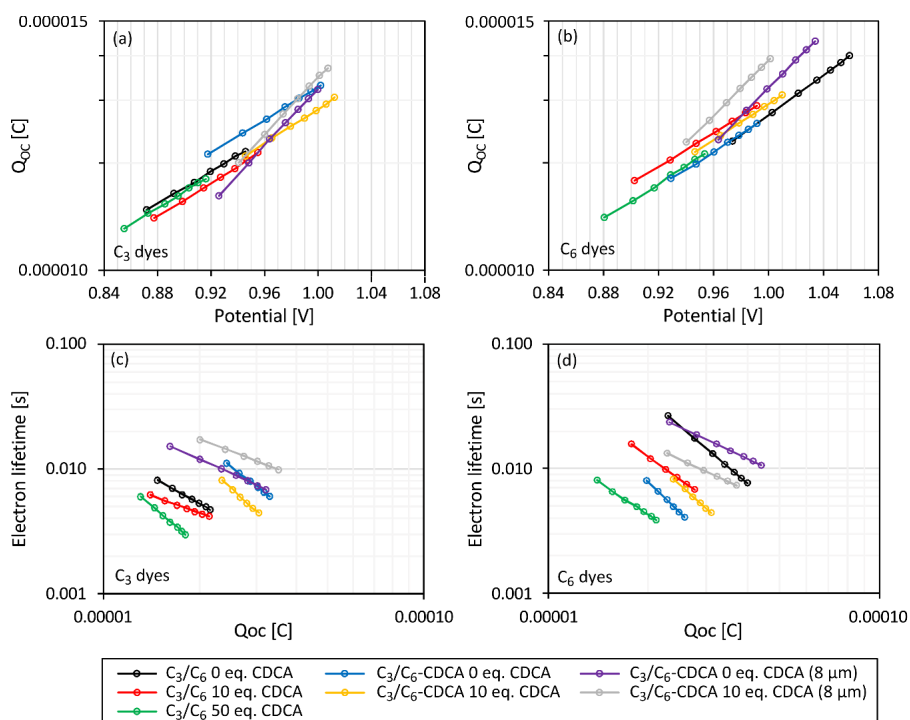 0.000015
(a)
Q_OC [C]
0.000010
C₃ dyes
0.84 0.88 0.92 0.96 1.00 1.04 1.08
Potential [V]
0.000015
(b)
Q_OC [C]
0.000010
C₆ dyes
0.84 0.88 0.92 0.96 1.00 1.04 1.08
Potential [V]
0.100
(c)
Electron lifetime [s]
0.010
0.001
C₃ dyes
0.00001 0.00010
Qoc [C]
0.100
(d)
Electron lifetime [s]
0.010
0.001
C₆ dyes
0.00001 0.00010
Qoc [C]
C₃/C₆ 0 eq. CDCA
C₃/C₆ 10 eq. CDCA
C₃/C₆ 50 eq. CDCA
C₃/C₆-CDCA 0 eq. CDCA
C₃/C₆-CDCA 10 eq. CDCA
C₃/C₆-CDCA 0 eq. CDCA (8 μm)
C₃/C₆-CDCA 10 eq. CDCA (8 μm)